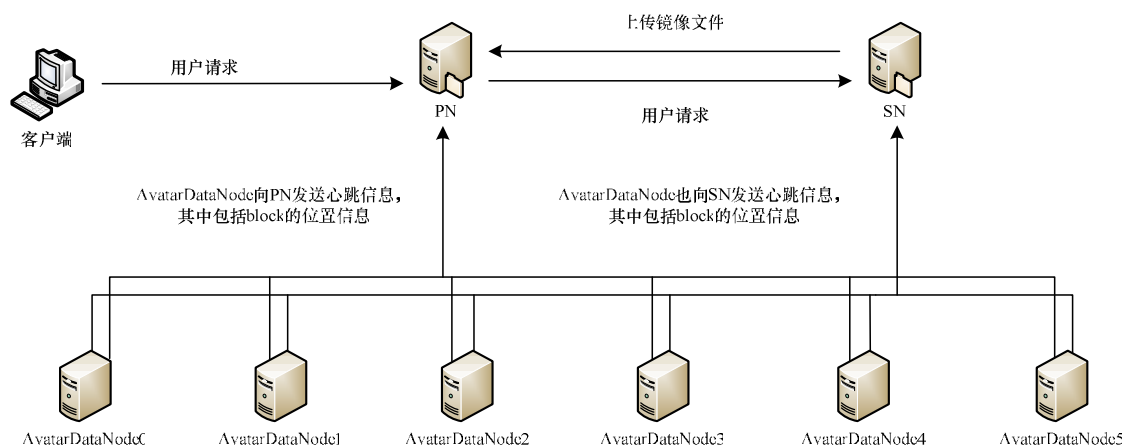 上传镜像文件
用户请求
PN
SN
用户请求
客户端
AvatarDataNode向PN发送心跳信息，
其中包括block的位置信息
AvatarDataNode也向SN发送心跳信息，
其中包括block的位置信息
AvatarDataNode0
AvatarDataNode1
AvatarDataNode2
AvatarDataNode3
AvatarDataNode4
AvatarDataNode5